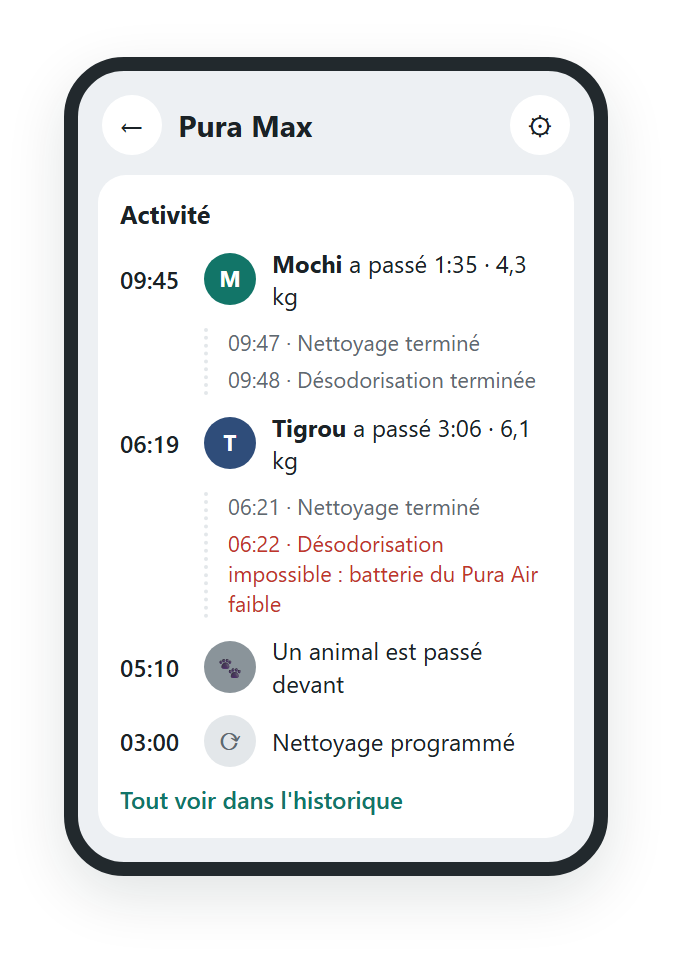 ← Pura Max
Activité
09:45 M Mochi a passé 1:35 · 4,3
kg
09:47 · Nettoyage terminé
09:48 · Désodorisation terminée
06:19 T Tigrou a passé 3:06 · 6,1
kg
06:21 · Nettoyage terminé
06:22 · Désodorisation
impossible : batterie du Pura Air
faible
05:10 Un animal est passé
devant
03:00 Nettoyage programmé
Tout voir dans l'historique